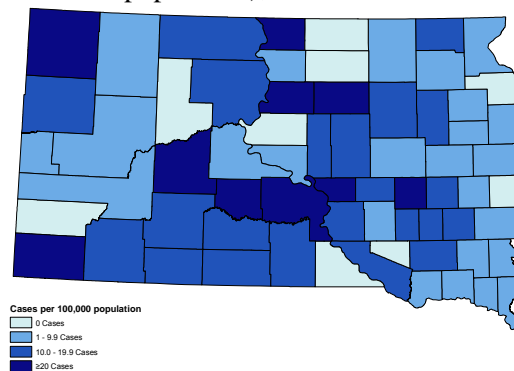 Cases per 100,000 population
0 Cases
1 - 9.9 Cases
10.0 - 19.9 Cases
≥20 Cases